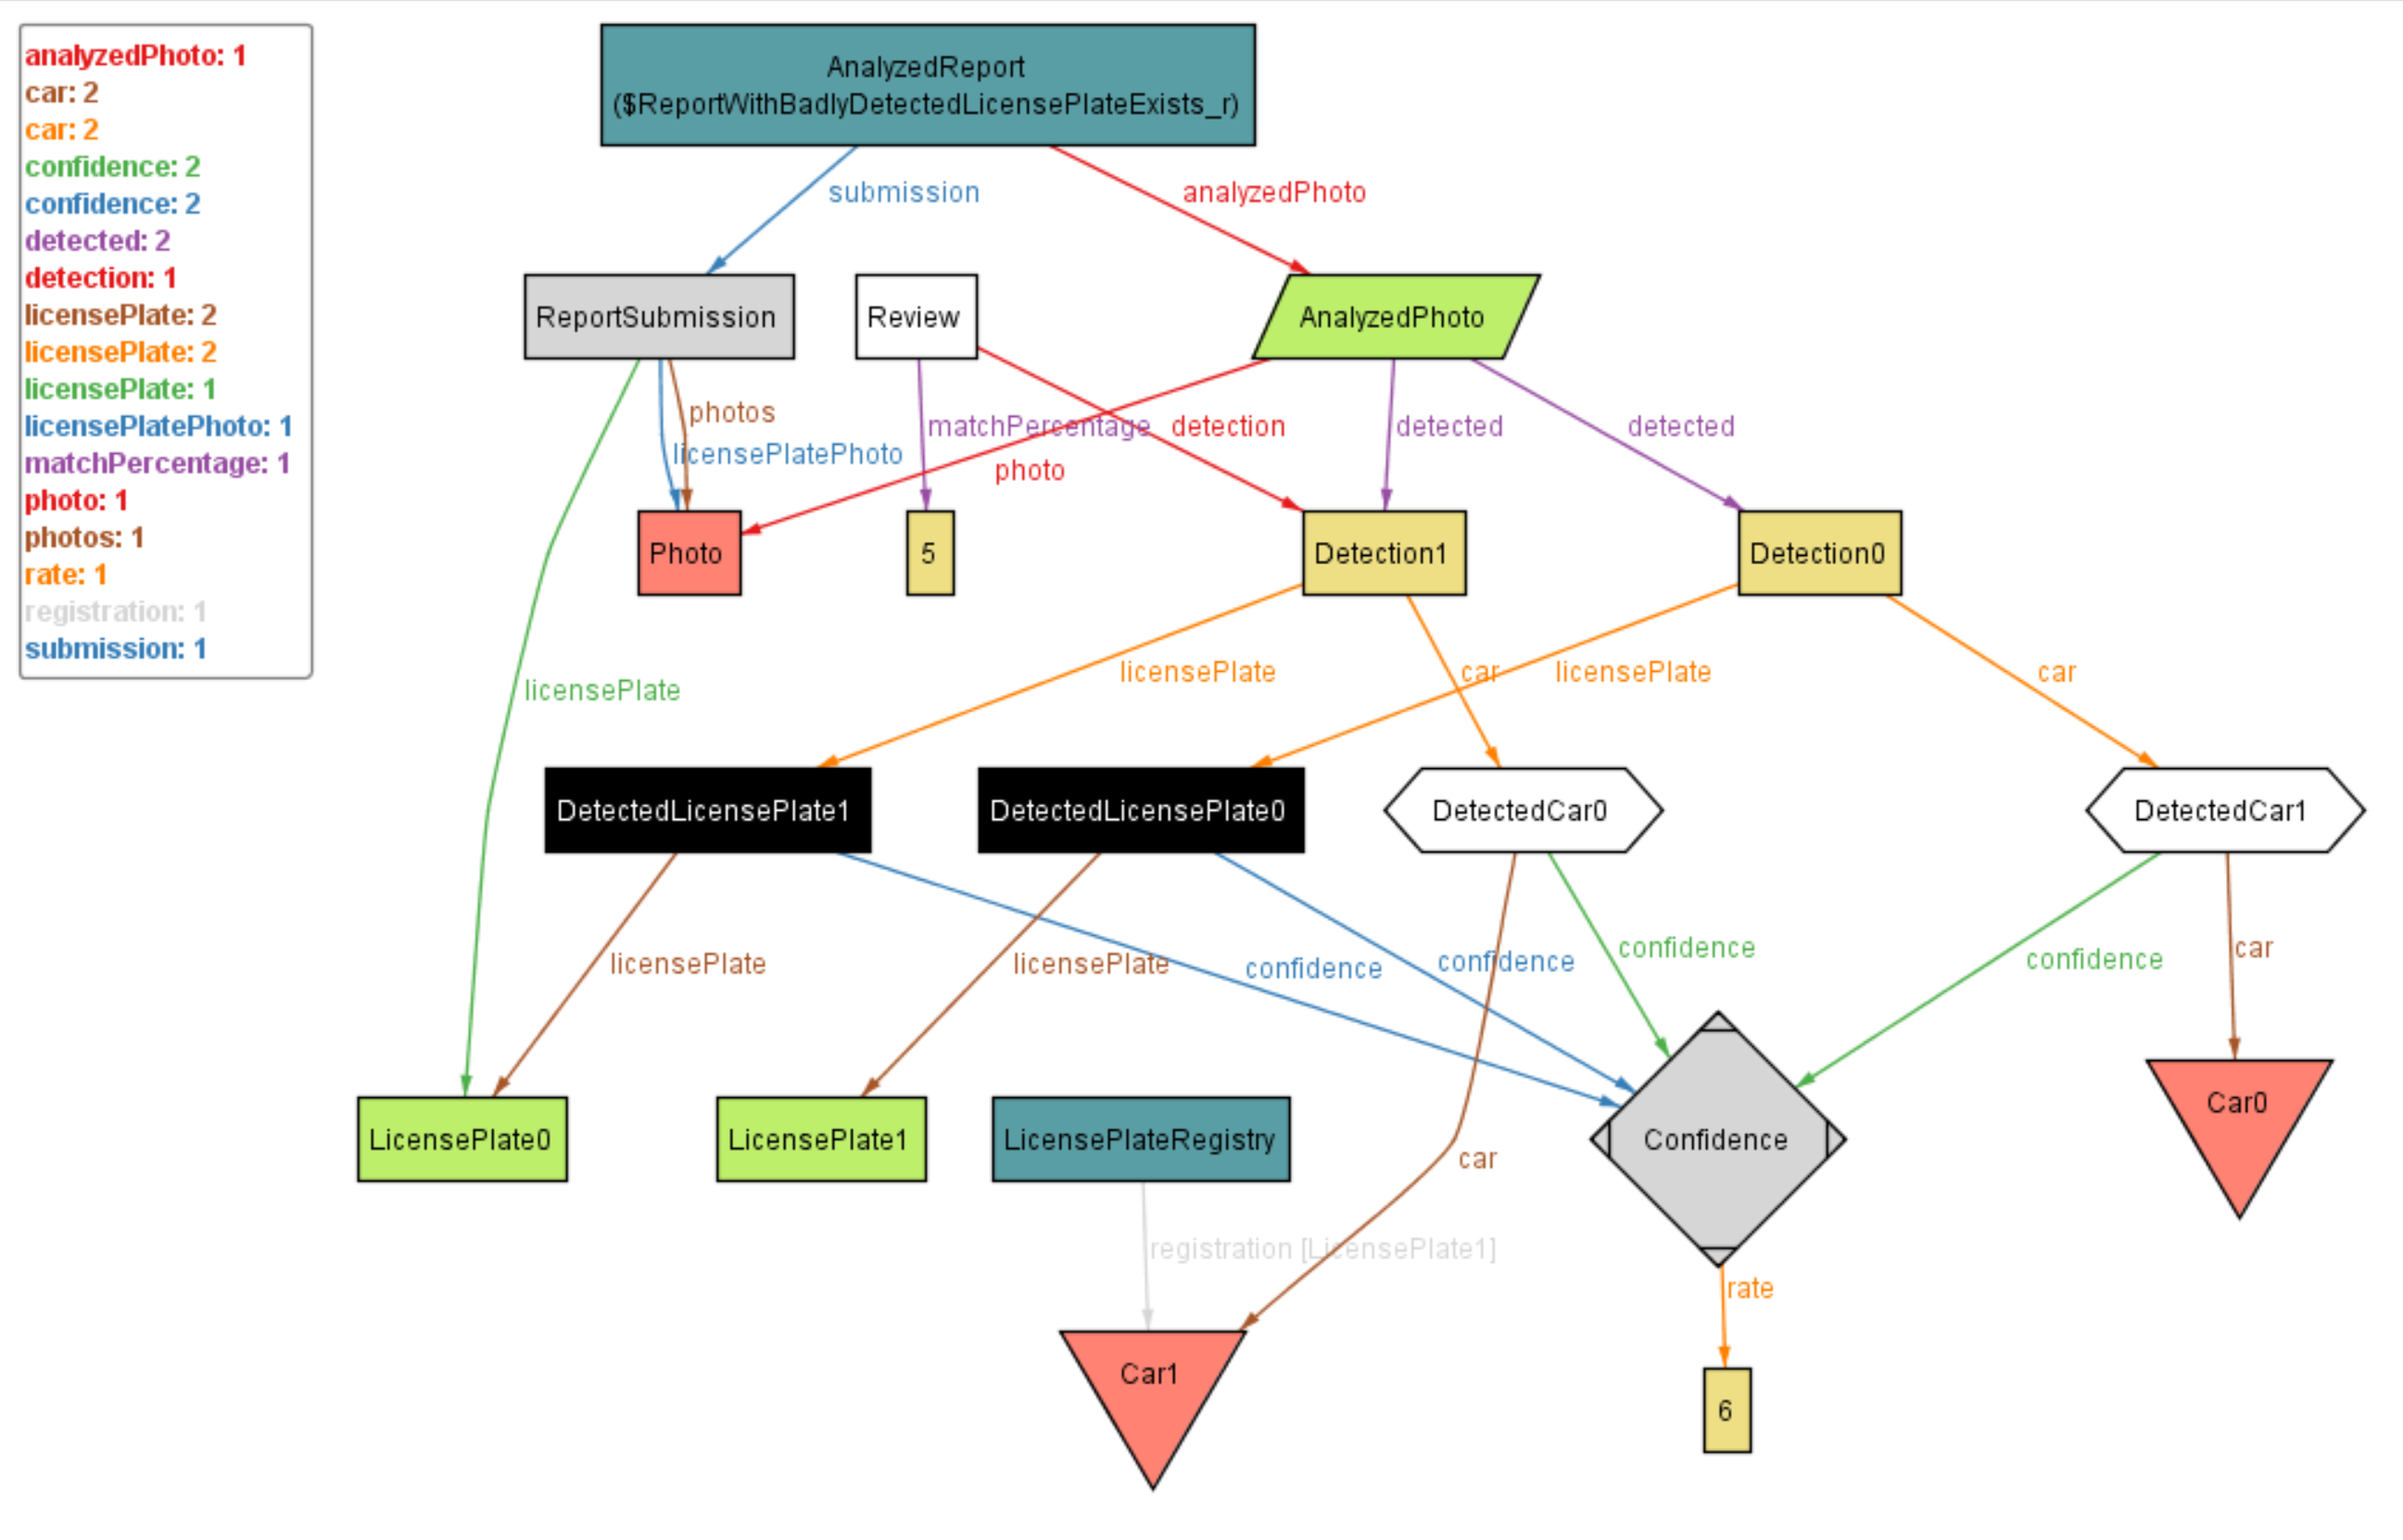 analyzedPhoto: 1
car: 2
car: 2
confidence: 2
confidence: 2
detected: 2
detection: 1
licensePlate: 2
licensePlate: 2
licensePlate: 1
licensePlatePhoto: 1
matchPercentage: 1
photo: 1
photos: 1
rate: 1
registration: 1
submission: 1
AnalyzedReport
($ReportWithBadlyDetectedLicensePlateExists_r)
submission
analyzedPhoto
ReportSubmission
Review
AnalyzedPhoto
photos
licensePlatePhoto
matchPercentage
detection
photo
detected
detected
Photo
5
Detection1
Detection0
licensePlate
licensePlate
car
licensePlate
car
DetectedLicensePlate1
DetectedLicensePlate0
DetectedCar0
DetectedCar1
licensePlate
licensePlate
confidence
confidence
confidence
confidence
car
LicensePlate0
LicensePlate1
LicensePlateRegistry
car
Confidence
Car0
registration [LicensePlate1]
rate
Car1
6